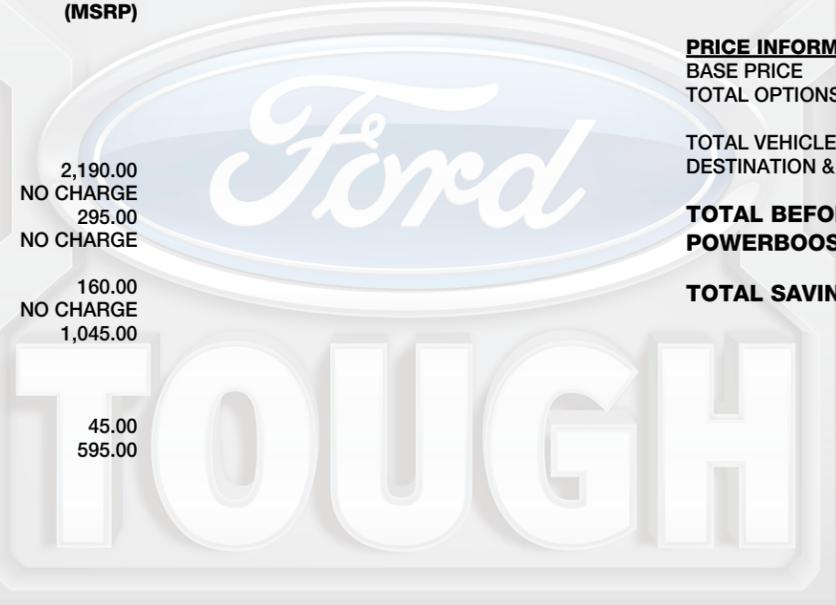 (MSRP)
2,190.00
NO CHARGE
295.00
NO CHARGE
160.00
NO CHARGE
1,045.00
45.00
595.00
PRICE INFORM
BASE PRICE
TOTAL OPTIONS
TOTAL VEHICLE
DESTINATION &
TOTAL BEFO
POWERBOOS
TOTAL SAVIN
Ford
TOUGH